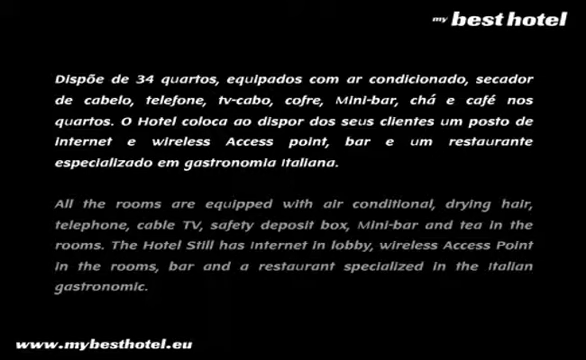 my best hotel
Dispõe de 34 quartos, equipados com ar condicionado, secador
de cabelo, telefone, tv-cabo, cofre, Mini-bar, chá e café nos
quartos. O Hotel coloca ao dispor dos seus clientes um posto de
internet e wireless Access point, bar e um restaurante
especializado em gastronomia Italiana.
All the rooms are equipped with air conditional, drying hair,
telephone, cable TV, safety deposit box, Mini-bar and tea in the
rooms. The Hotel Still has Internet in lobby, wireless Access Point
in the rooms, bar and a restaurant specialized in the Italian
gastronomic.
www.mybesthotel.eu